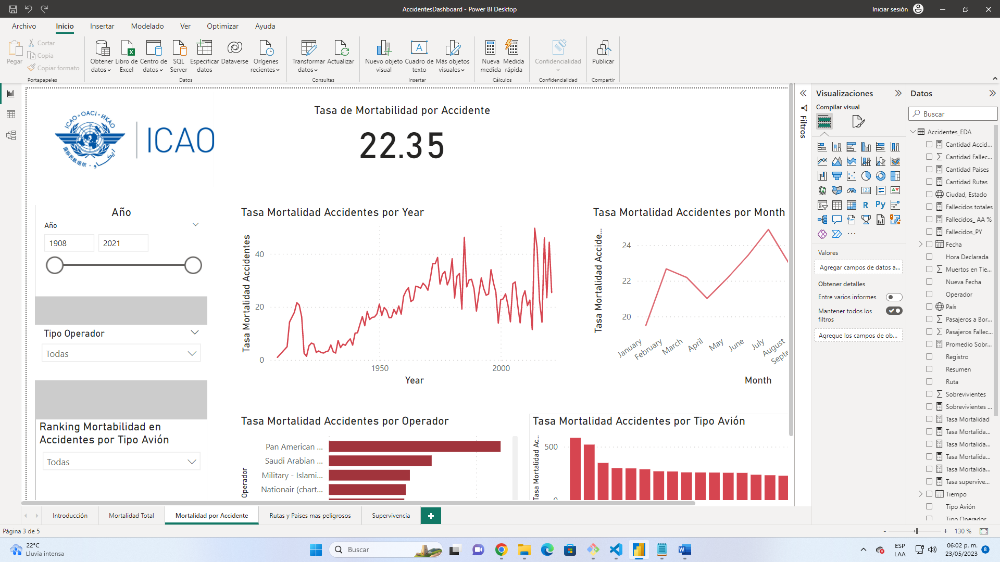 AccidentesDashboard - Power BI Desktop
Iniciar sesión
Archivo
Inicio
Insertar
Modelado
Ver
Optimizar
Ayuda
Pegar
Cortar
Copia
Copiar formato
Portapapeles
Obtener datos
Libro de Excel
Centro de datos
SQL Server
Especificar datos
Dataverse
Orígenes recientes
Datos
Transformar datos
Actualizar
Consultas
Nuevo objeto visual
Cuadro de texto
Más objetos visuales
Insertar
Nueva medida
Medida rápida
Cálculos
Confidencialidad
Confidencialidad
Publicar
Compartir
ICAO · OACI · ИКАО
国际民航组织
ICAO
Tasa de Mortabilidad por Accidente
22.35
Año
Año
1908
2021
Tipo Operador
Todas
Ranking Mortabilidad en
Accidentes por Tipo Avión
Todas
Tasa Mortalidad Accidentes por Year
Tasa Mortalidad Accidentes
40
20
0
1950
2000
Year
Tasa Mortalidad Accidentes por Month
Tasa Mortalidad Accide...
24
22
20
January
February
March
April
May
June
July
August
Septe
Month
Tasa Mortalidad Accidentes por Operador
Operador
Pan American ...
Saudi Arabian ...
Military - Islami...
Nationair (chart...
Tasa Mortalidad Accidentes por Tipo Avión
Tasa Mortalidad Ac...
500
0
Filtros
Visualizaciones
Compilar visual
123
R
Py
Valores
Agregar campos de datos a...
Obtener detalles
Entre varios informes
Mantener todos los
filtros
Agregue los campos de ob...
Datos
Buscar
Accidentes_EDA
Cantidad Accid...
Cantidad Fallec...
Cantidad Paises
Cantidad Rutas
Ciudad, Estado
Fallecidos totales
Fallecidos_ AA %
Fallecidos_PY
Fecha
Hora Declarada
Muertos en Tie...
Nueva Fecha
Operador
País
Pasajeros a Bor...
Pasajeros Fallec...
Promedio Sobr...
Registro
Resumen
Ruta
Sobrevivientes
Sobrevivientes ...
Tasa Mortalidad
Tasa Mortalida...
Tasa Mortalida...
Tasa Mortalida...
Tasa Mortalida...
Tasa supervive...
Tiempo
Tipo Avión
Tipo Operador
Introducción
Mortalidad Total
Mortalidad por Accidente
Rutas y Paises mas peligrosos
Supervivencia
+
Página 3 de 5
- + 130 %
22°C
Lluvia intensa
Buscar
ESP
LAA
06:02 p. m.
23/05/2023
8